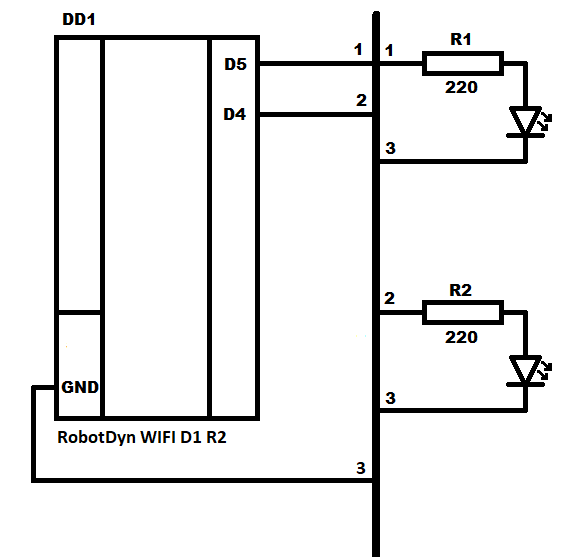 DD1
D5
1
1
R1
220
D4
2
3
2
R2
220
GND
3
RobotDyn WIFI D1 R2
3